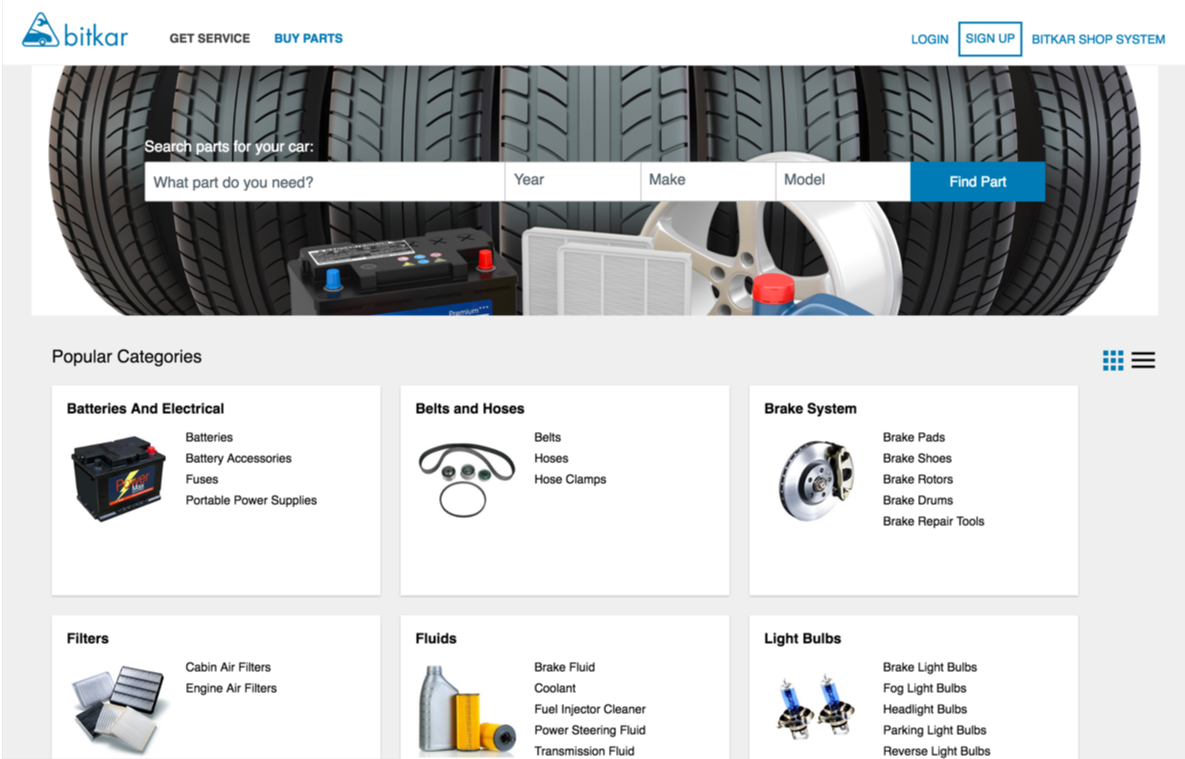 bitkar GET SERVICE BUY PARTS LOGIN SIGN UP BITKAR SHOP SYSTEM
Search parts for your car:
What part do you need? Year Make Model Find Part
Premium
Popular Categories
Batteries And Electrical
Batteries
Battery Accessories
Fuses
Portable Power Supplies
Power
Max
Belts and Hoses
Belts
Hoses
Hose Clamps
Brake System
Brake Pads
Brake Shoes
Brake Rotors
Brake Drums
Brake Repair Tools
Filters
Cabin Air Filters
Engine Air Filters
Fluids
Brake Fluid
Coolant
Fuel Injector Cleaner
Power Steering Fluid
Transmission Fluid
Light Bulbs
Brake Light Bulbs
Fog Light Bulbs
Headlight Bulbs
Parking Light Bulbs
Reverse Light Bulbs